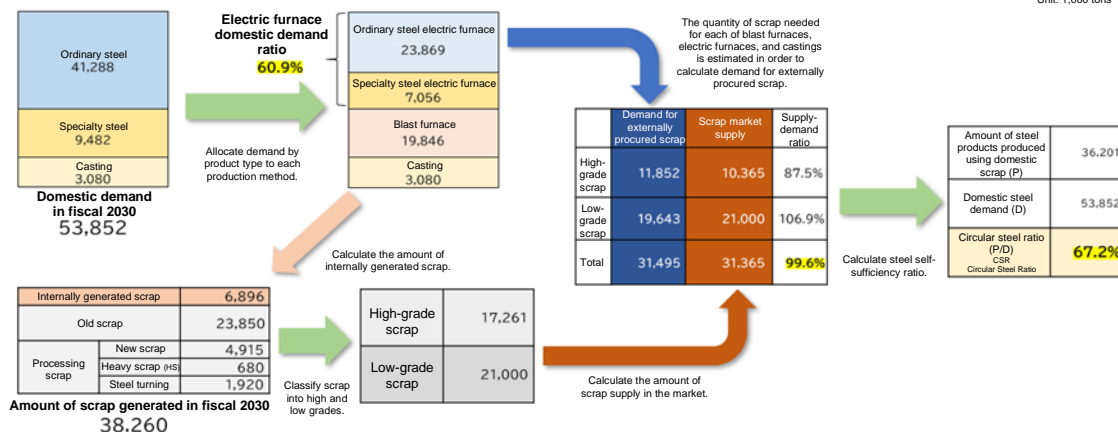 Unit: 1,000 tons
Ordinary steel
41,288
Specialty steel
9,482
Casting
3,080
Domestic demand
in fiscal 2030
53,852
Allocate demand by
product type to each
production method.
Electric furnace
domestic demand
ratio
60.9%
Ordinary steel electric furnace
23,869
Specialty steel electric furnace
7,056
Blast furnace
19,846
Casting
3,080
The quantity of scrap needed
for each of blast furnaces,
electric furnaces, and castings
is estimated in order to
calculate demand for externally
procured scrap.
Demand for
externally
procured scrap
Scrap market
supply
Supply-
demand
ratio
High-
grade
scrap
11,852
10,365
87.5%
Low-
grade
scrap
19,643
21,000
106.9%
Total
31,495
31,365
99.6%
Calculate steel self-
sufficiency ratio.
Amount of steel
products produced
using domestic
scrap (P)
36,201
Domestic steel
demand (D)
53,852
Circular steel ratio
(P/D)
CSR
Circular Steel Ratio
67.2%
Calculate the amount of
internally generated scrap.
Internally generated scrap
6,896
Old scrap
23,850
Processing
scrap
New scrap
4,915
Heavy scrap (HS)
680
Steel turning
1,920
Amount of scrap generated in fiscal 2030
38,260
Classify scrap
into high and
low grades.
High-grade
scrap
17,261
Low-grade
scrap
21,000
Calculate the amount of
scrap supply in the market.